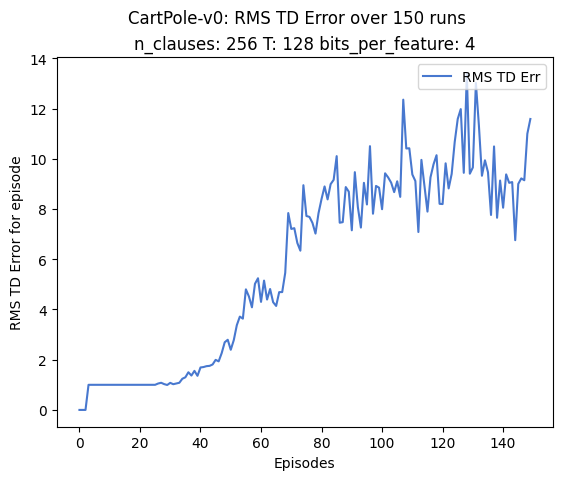 CartPole-v0: RMS TD Error over 150 runs
n_clauses: 256 T: 128 bits_per_feature: 4
RMS TD Err
RMS TD Error for episode
14
12
10
8
6
4
2
0
0 20 40 60 80 100 120 140
Episodes